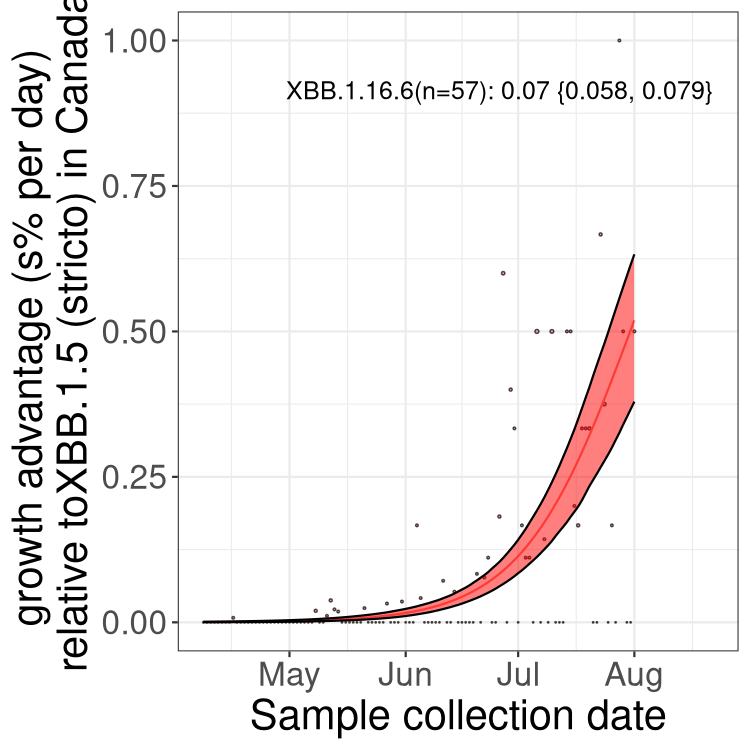 growth advantage (s% per day)
relative toXBB.1.5 (stricto) in Canada
1.00
XBB.1.16.6(n=57): 0.07 {0.058, 0.079}
0.75
0.50
0.25
0.00
May Jun Jul Aug
Sample collection date